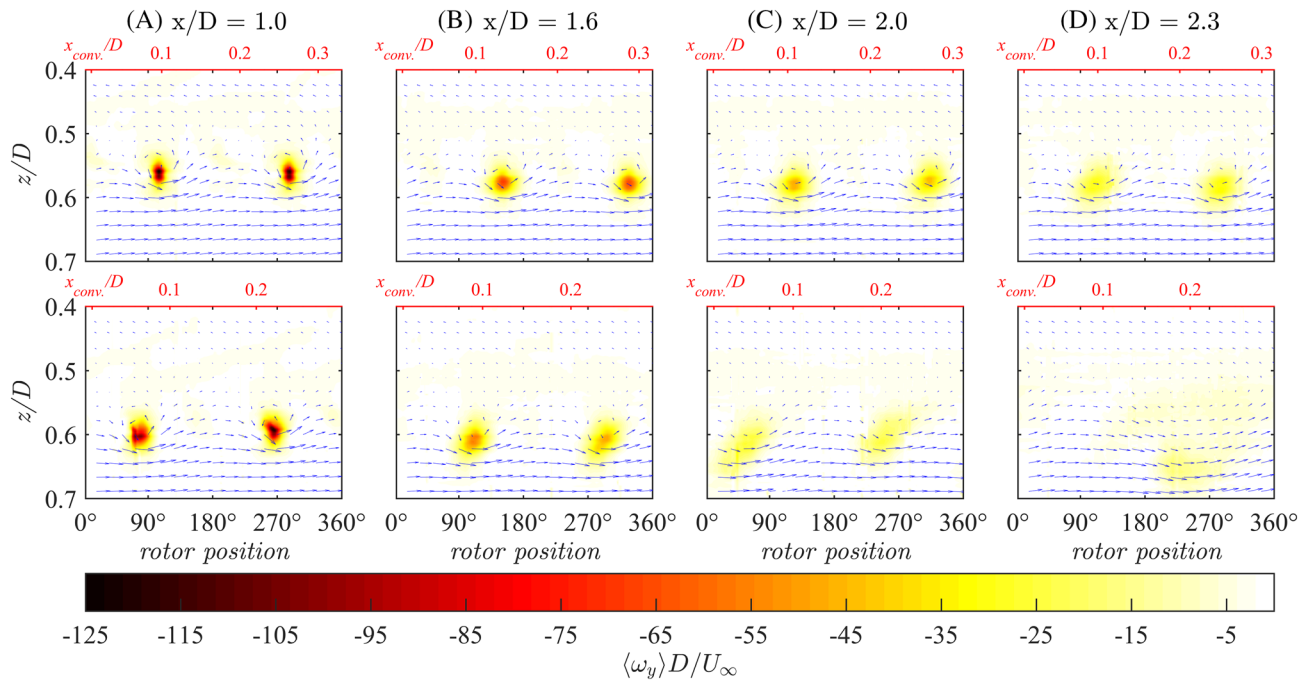 (A) x/D = 1.0 (B) x/D = 1.6 (C) x/D = 2.0 (D) x/D = 2.3
x_conv./D 0.1 0.2 0.3 x_conv./D 0.1 0.2 0.3 x_conv./D 0.1 0.2 x_conv./D 0.1 0.2 0.3
0.4
0.5
z/D
0.6
0.7
x_conv./D 0.1 0.2 x_conv./D 0.1 0.2 x_conv./D 0.1 0.2 x_conv./D 0.1 0.2
0.4
0.5
z/D
0.6
0.7
0° 90° 180° 270° 360° 0° 90° 180° 270° 360° 0° 90° 180° 270° 360° 0° 90° 180° 270° 360°
rotor position rotor position rotor position rotor position
-125 -115 -105 -95 -85 -75 -65 -55 -45 -35 -25 -15 -5
⟨ω_y⟩D/U_∞